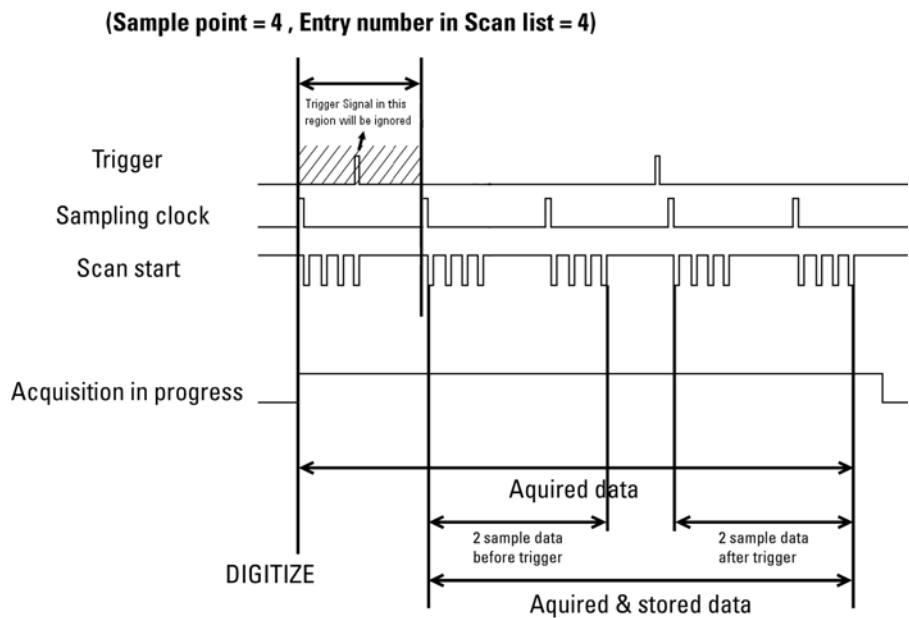 (Sample point = 4 , Entry number in Scan list = 4)
Trigger Signal in this
region will be ignored
Trigger
Sampling clock
Scan start
Acquisition in progress
Aquired data
2 sample data
before trigger
2 sample data
after trigger
DIGITIZE
Aquired & stored data